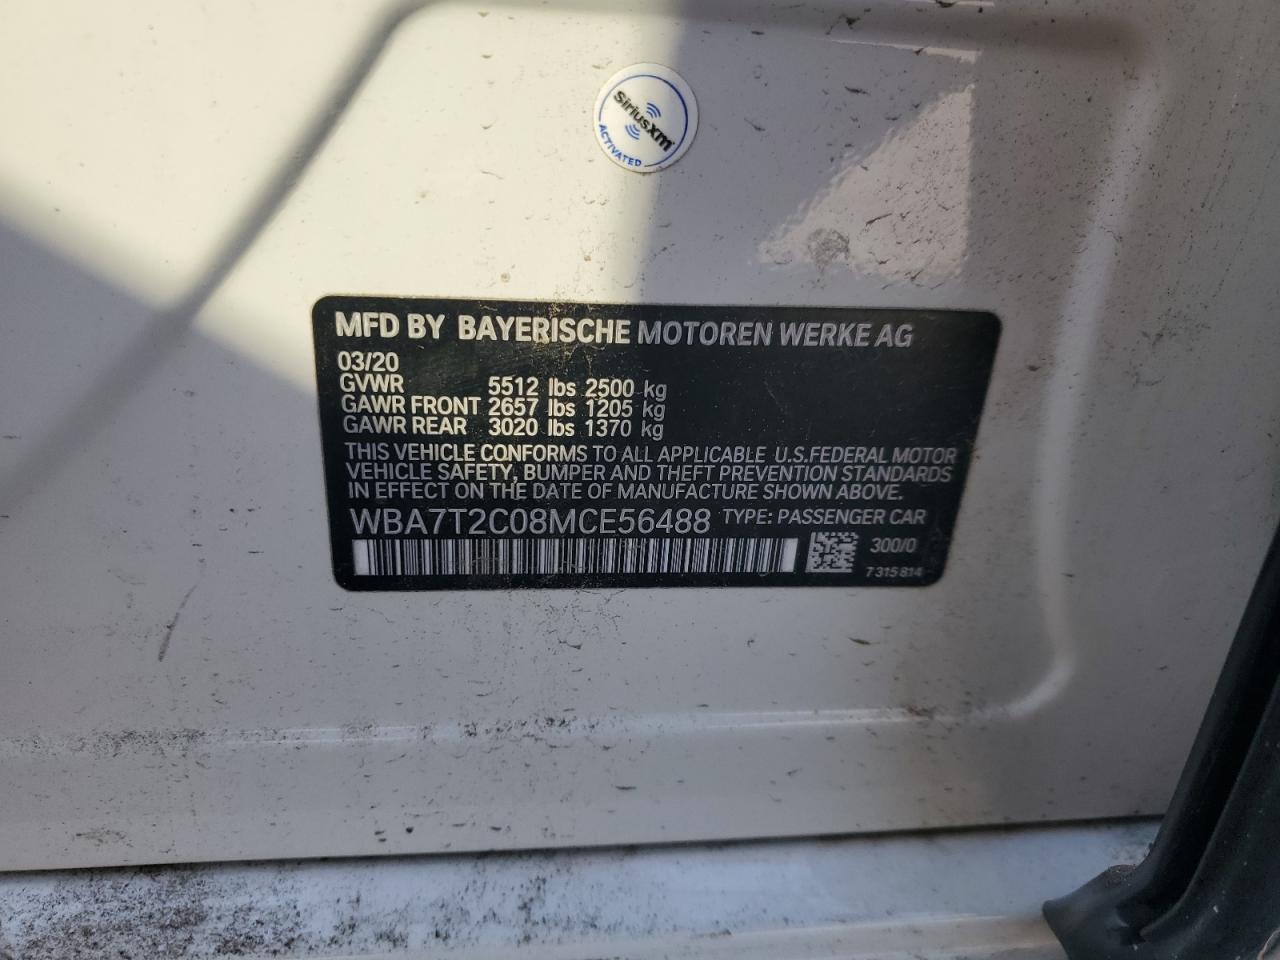 SiriusXM
ACTIVATED
MFD BY BAYERISCHE MOTOREN WERKE AG
03/20
GVWR 5512 lbs 2500 kg
GAWR FRONT 2657 lbs 1205 kg
GAWR REAR 3020 lbs 1370 kg
THIS VEHICLE CONFORMS TO ALL APPLICABLE U.S.FEDERAL MOTOR
VEHICLE SAFETY, BUMPER AND THEFT PREVENTION STANDARDS
IN EFFECT ON THE DATE OF MANUFACTURE SHOWN ABOVE.
WBA7T2C08MCE56488 TYPE: PASSENGER CAR
300/0
7 315 814